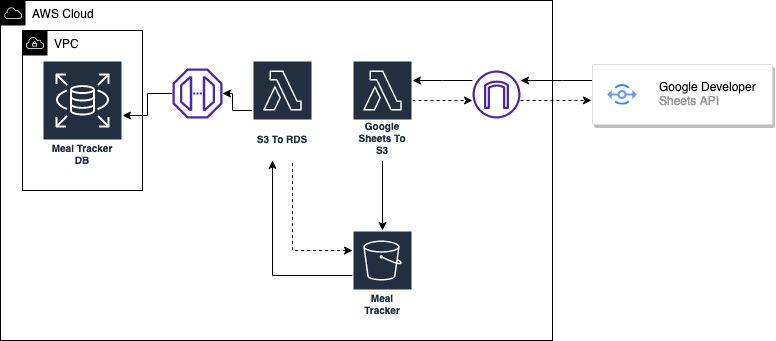 AWS Cloud
VPC
Meal Tracker
DB
S3 To RDS
Google
Sheets To
S3
Google Developer
Sheets API
Meal
Tracker